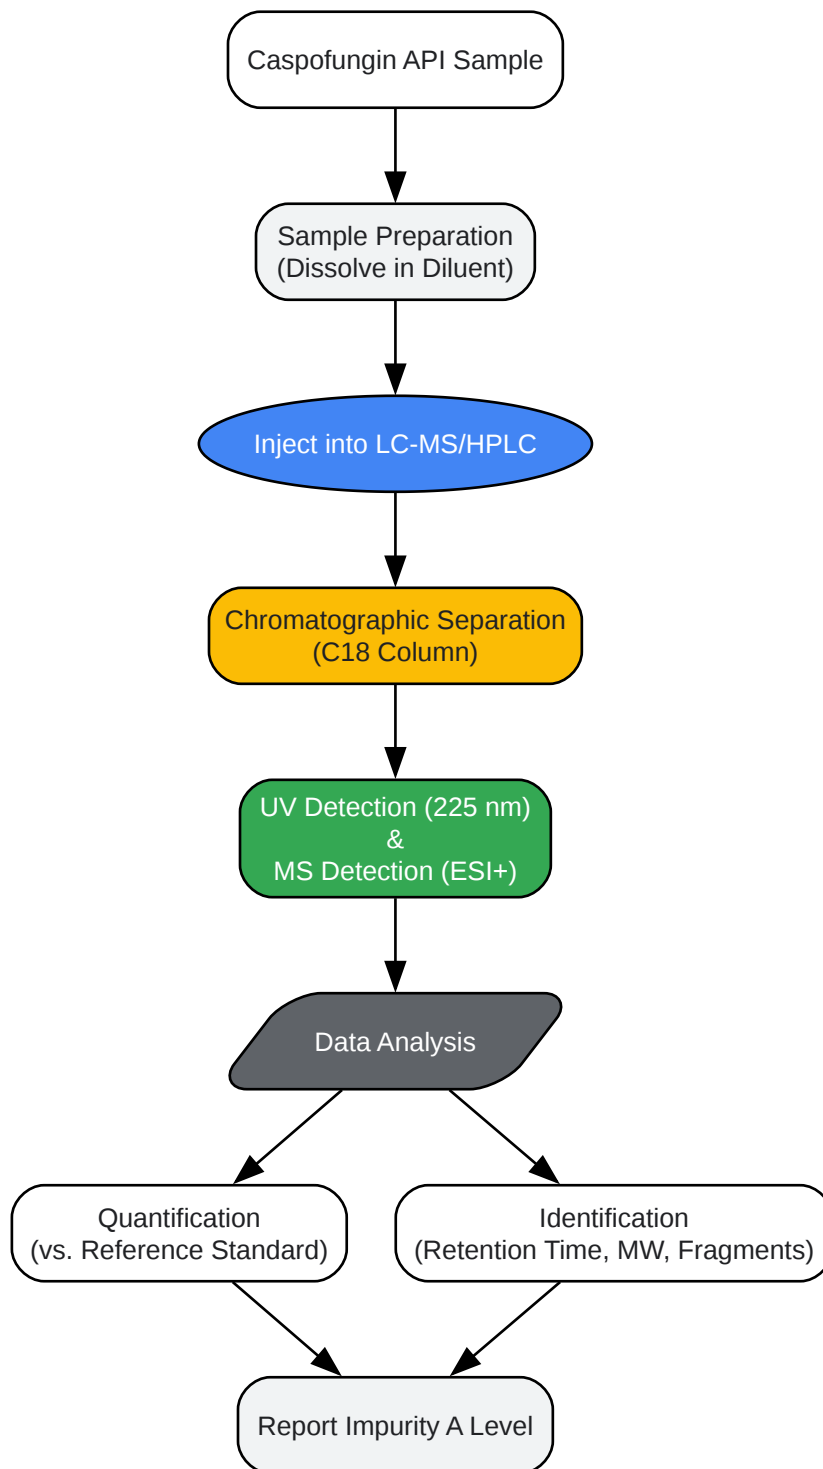 Caspofungin API Sample
Sample Preparation
(Dissolve in Diluent)
Inject into LC-MS/HPLC
Chromatographic Separation
(C18 Column)
UV Detection (225 nm)
&
MS Detection (ESI+)
Data Analysis
Quantification
(vs. Reference Standard)
Identification
(Retention Time, MW, Fragments)
Report Impurity A Level